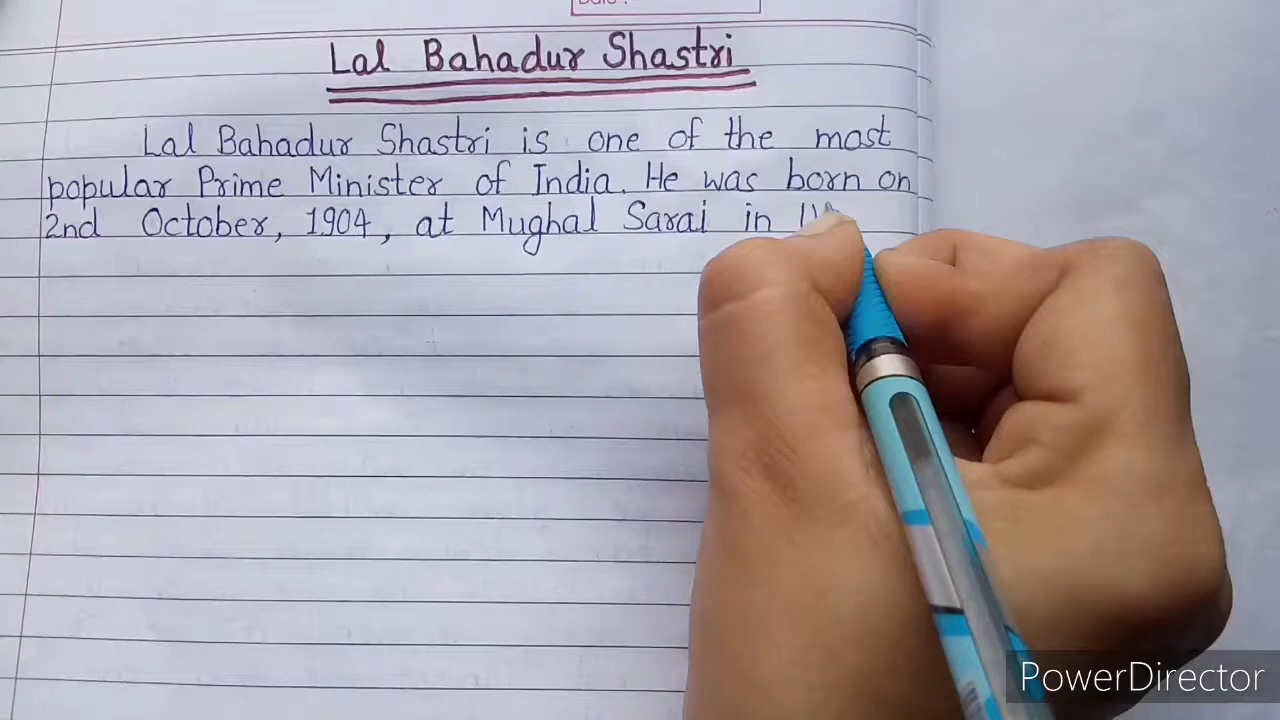 Lal Bahadur Shastri
Lal Bahadur Shastri is one of the most
popular Prime Minister of India. He was born on
2nd October, 1904, at Mughal Sarai in
PowerDirector